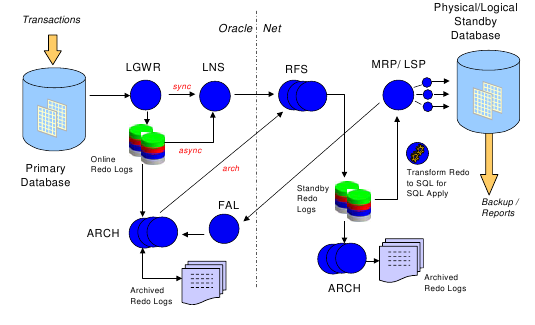 Transactions
Physical/Logical
Standby
Database
Oracle Net
LGWR
LNS
RFS
MRP/ LSP
sync
async
arch
Online
Redo Logs
Primary
Database
Transform Redo
to SQL for
SQL Apply
Standby
Redo
Logs
Backup /
Reports
FAL
ARCH
Archived
Redo Logs
ARCH
Archived
Redo Logs